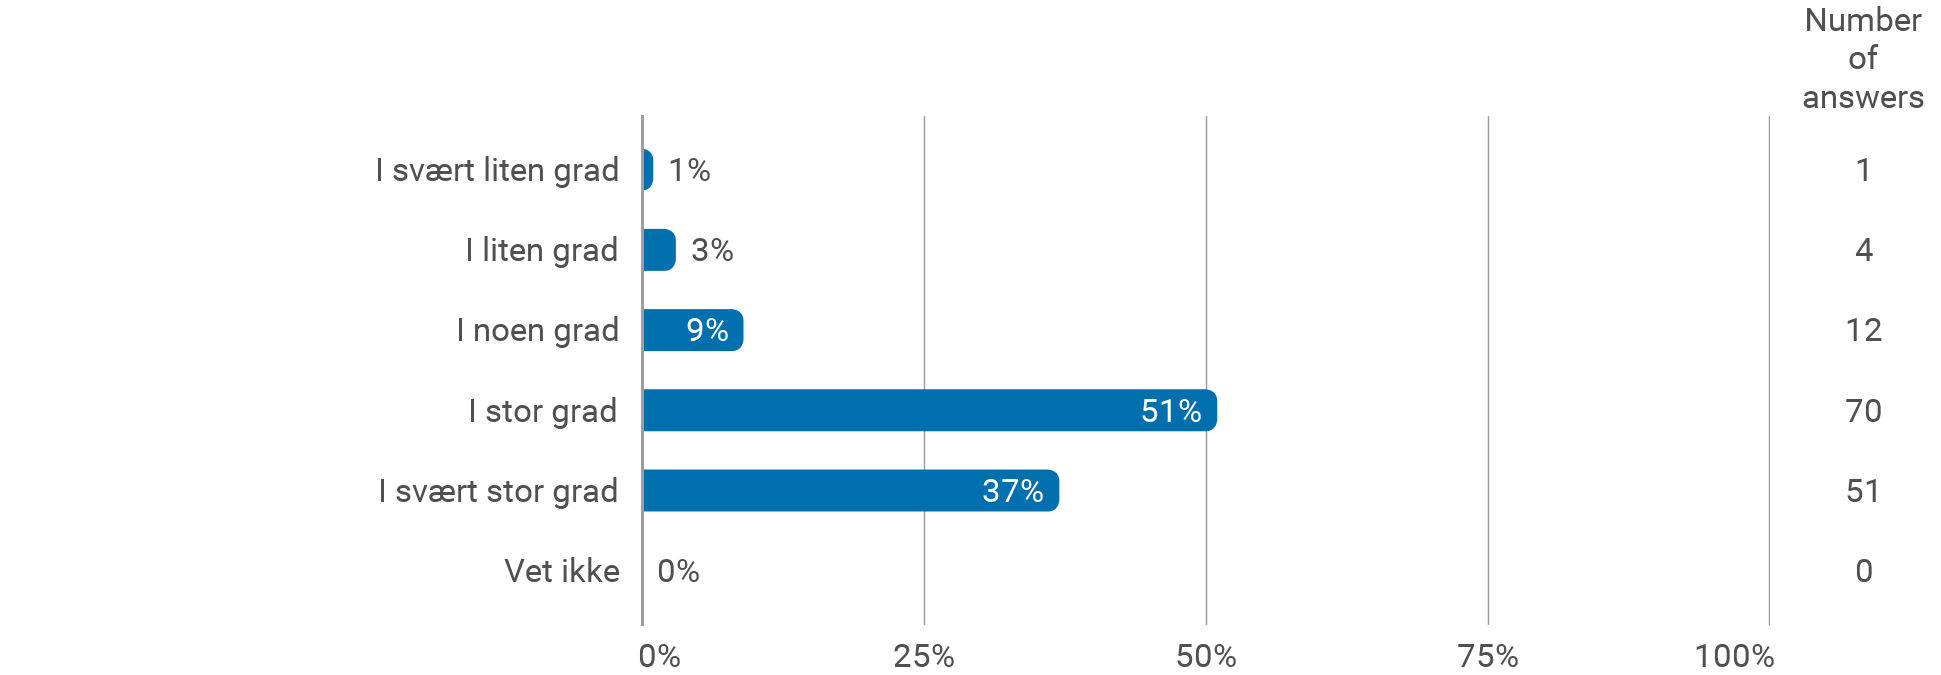 Number
of
answers
I svært liten grad 1% 1
I liten grad 3% 4
I noen grad 9% 12
I stor grad 51% 70
I svært stor grad 37% 51
Vet ikke 0% 0
0% 25% 50% 75% 100%